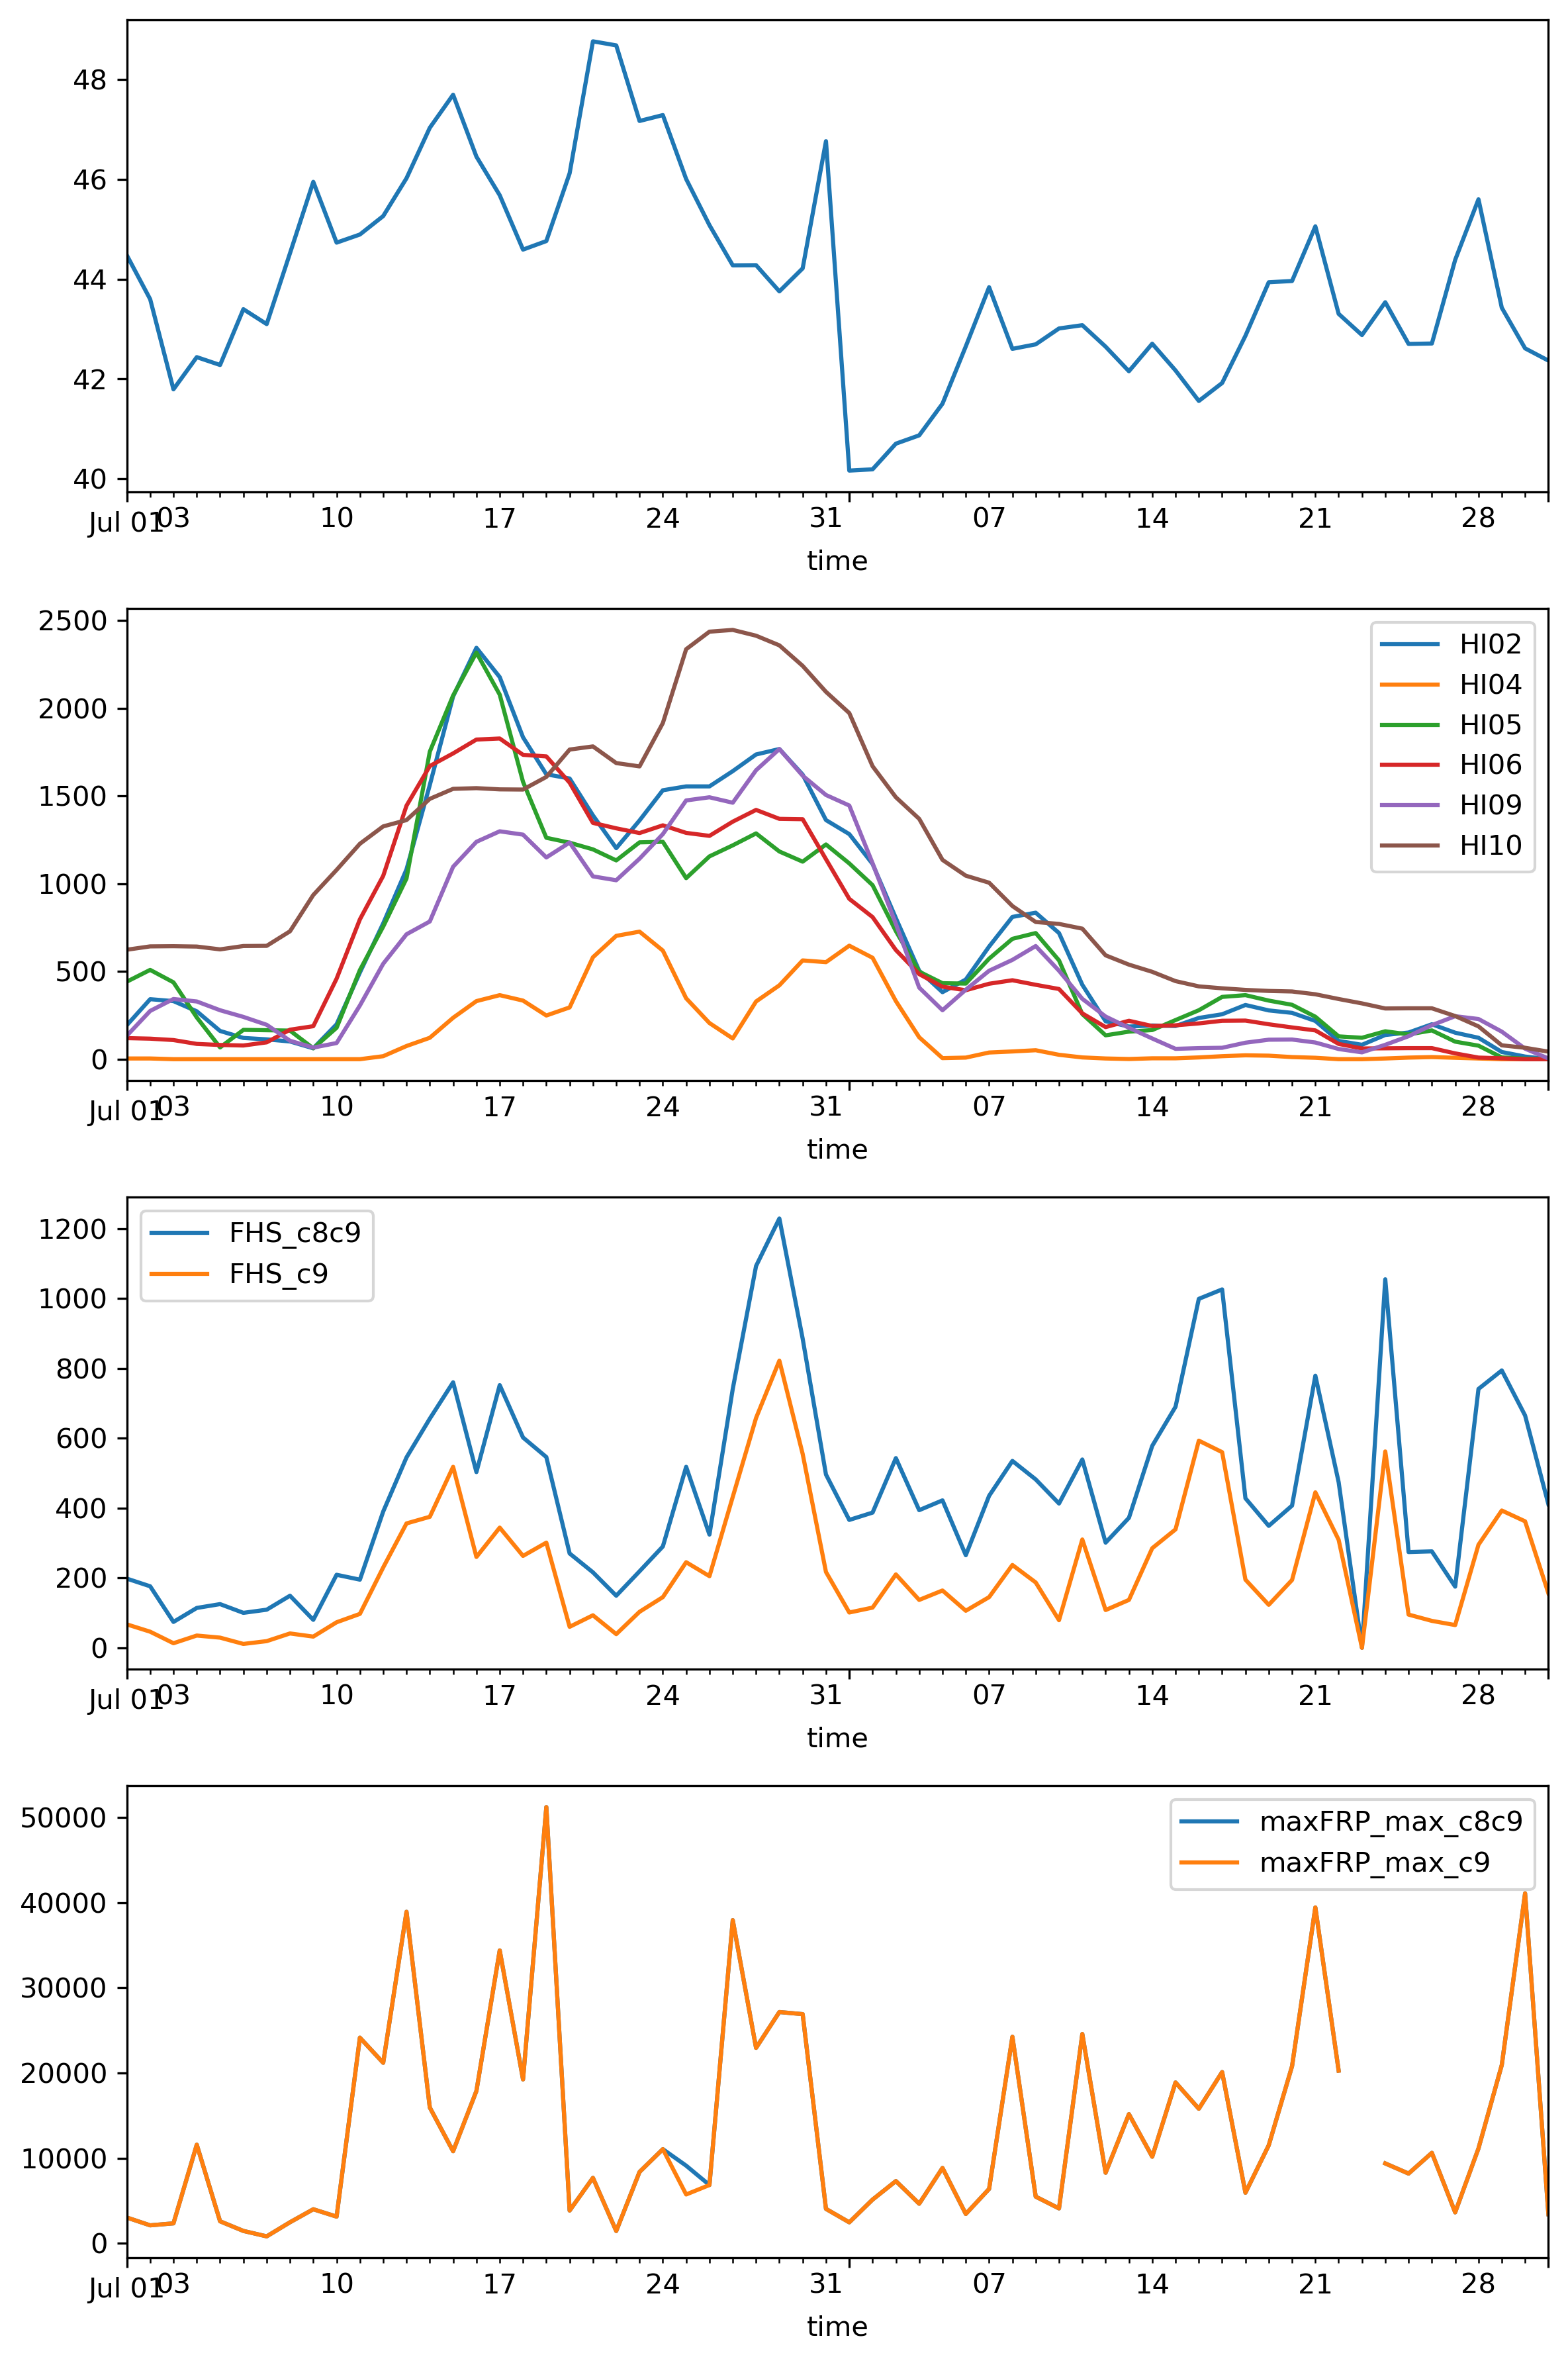 48
46
44
42
40
Jul 01 03 10 17 24 31 07 14 21 28
time
2500
2000
1500
1000
500
0
HI02
HI04
HI05
HI06
HI09
HI10
Jul 01 03 10 17 24 31 07 14 21 28
time
1200
1000
800
600
400
200
0
FHS_c8c9
FHS_c9
Jul 01 03 10 17 24 31 07 14 21 28
time
50000
40000
30000
20000
10000
0
maxFRP_max_c8c9
maxFRP_max_c9
Jul 01 03 10 17 24 31 07 14 21 28
time